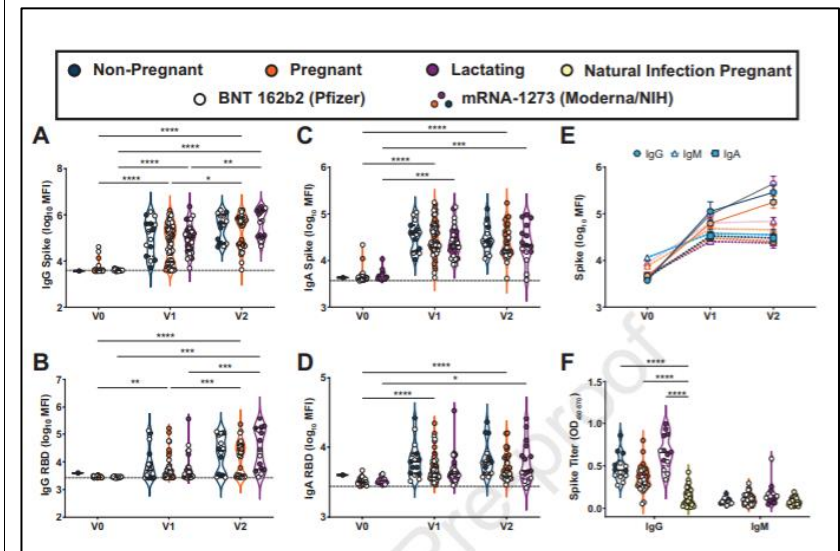 Non-Pregnant Pregnant Lactating Natural Infection Pregnant
BNT 162b2 (Pfizer) mRNA-1273 (Moderna/NIH)
A
**** 
****
**** **
**** *
IgG Spike (log10 MFI)
8
6
4
2
V0 V1 V2
C
****
***
****
***
IgA Spike (log10 MFI)
6
5
4
3
V0 V1 V2
E
IgG IgM IgA
Spike (log10 MFI)
6
5
4
3
V0 V1 V2
B
****
***
***
** ***
IgG RBD (log10 MFI)
7
6
5
4
3
2
V0 V1 V2
D
****
*
****
IgA RBD (log10 MFI)
5
4
3
V0 V1 V2
F
****
****
****
Spike Titer (OD
1.5
1.0
0.5
0.0
IgG IgM
Pre-proof